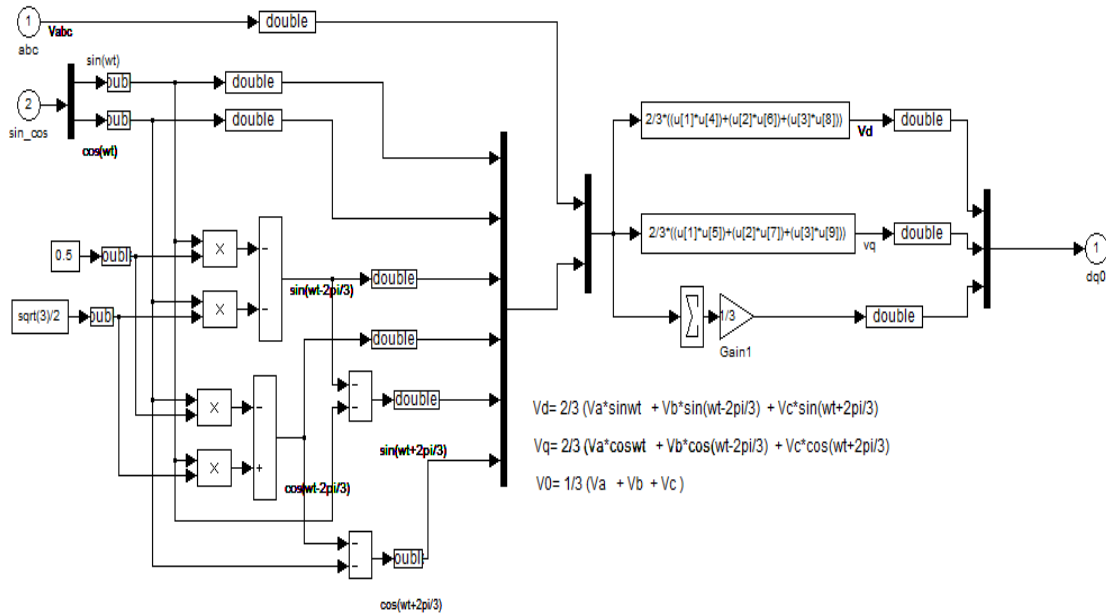 1
abc
Vabc
double
2
sin_cos
sin(wt)
oub
double
oub
double
cos(wt)
0.5
oubl
sqrt(3)/2
oub
X
-
X
-
sin(wt-2pi/3)
double
double
X
-
X
+
cos(wt-2pi/3)
-
-
double
sin(wt+2pi/3)
-
-
oubl
cos(wt+2pi/3)
2/3*((u[1]*u[4])+(u[2]*u[6])+(u[3]*u[8]))
Vd
double
2/3*((u[1]*u[5])+(u[2]*u[7])+(u[3]*u[9]))
vq
double
Σ
1/3
Gain1
double
1
dq0
Vd= 2/3 (Va*sinwt + Vb*sin(wt-2pi/3) + Vc*sin(wt+2pi/3)
Vq= 2/3 (Va*coswt + Vb*cos(wt-2pi/3) + Vc*cos(wt+2pi/3)
V0= 1/3 (Va + Vb + Vc )